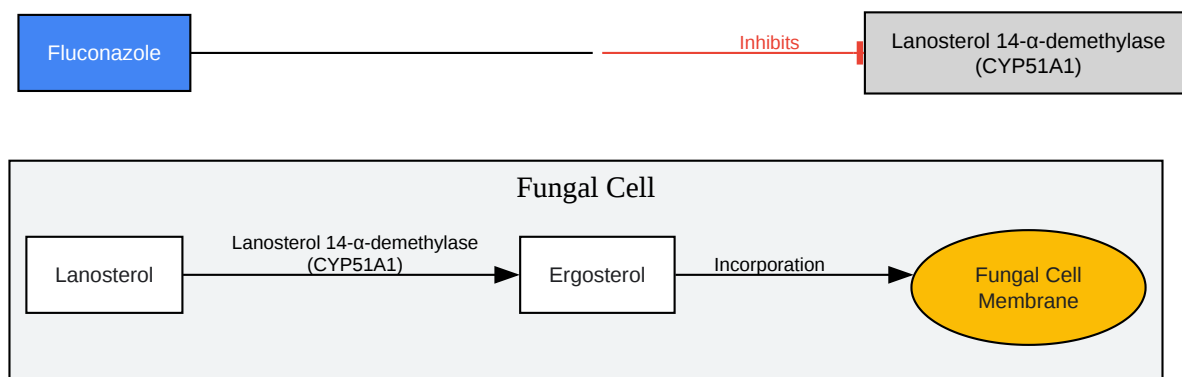 Fluconazole
Inhibits
Lanosterol 14-α-demethylase
(CYP51A1)
Fungal Cell
Lanosterol
Lanosterol 14-α-demethylase
(CYP51A1)
Ergosterol
Incorporation
Fungal Cell
Membrane